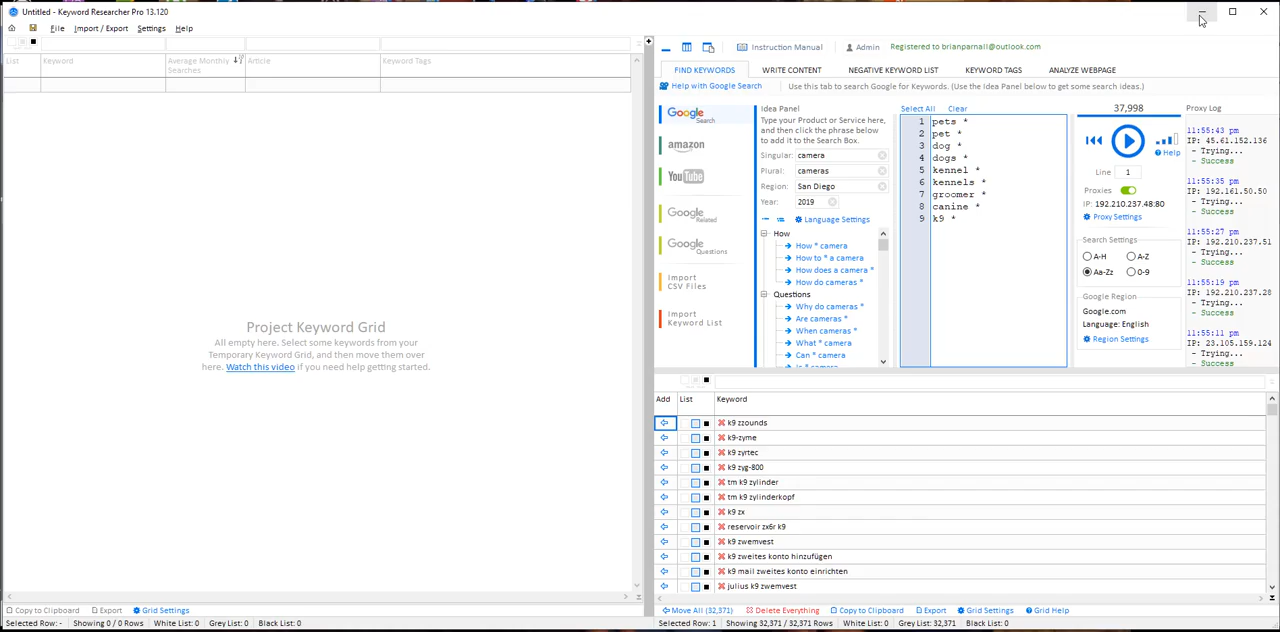 Untitled - Keyword Researcher Pro 13.120
File Import / Export Settings Help
List Keyword Average Monthly Searches Article Keyword Tags
Project Keyword Grid
All empty here. Select some keywords from your
Temporary Keyword Grid, and then move them over
here. Watch this video if you need help getting started.
Copy to Clipboard Export Grid Settings
Selected Row: - Showing 0 / 0 Rows White List: 0 Grey List: 0 Black List: 0
Instruction Manual Admin Registered to brianparnall@outlook.com
FIND KEYWORDS WRITE CONTENT NEGATIVE KEYWORD LIST KEYWORD TAGS ANALYZE WEBPAGE
Help with Google Search Use this tab to search Google for Keywords. (Use the Idea Panel below to get some search ideas.)
Google Search
amazon
YouTube
Google Related
Google Questions
Import
CSV Files
Import
Keyword List
Idea Panel
Type your Product or Service here,
and then click the phrase below
to add it to the Search Box.
Singular: camera
Plural: cameras
Region: San Diego
Year: 2019
Language Settings
How
How * camera
How to * a camera
How does a camera *
How do cameras *
Questions
Why do cameras *
Are cameras *
When cameras *
What * camera
Can * camera
Select All Clear
1 pets *
2 pet *
3 dog *
4 dogs *
5 kennel *
6 kennels *
7 groomer *
8 canine *
9 k9 *
37,998
Help
Line 1
Proxies
IP: 192.210.237.48:80
Proxy Settings
Search Settings
A-H A-Z
Aa-Zz 0-9
Google Region
Google.com
Language: English
Region Settings
Proxy Log
11:55:43 pm
IP: 45.61.152.136
- Trying...
- Success
11:55:35 pm
IP: 192.161.50.50
- Trying...
- Success
11:55:27 pm
IP: 192.210.237.51
- Trying...
- Success
11:55:19 pm
IP: 192.210.237.28
- Trying...
- Success
11:55:11 pm
IP: 23.105.159.124
- Trying...
- Success
Add List Keyword
k9 zzounds
k9-zyme
k9 zyrtec
k9 zyg-800
tm k9 zylinder
tm k9 zylinderkopf
k9 zx
reservoir zx6r k9
k9 zwemvest
k9 zweites konto hinzufügen
k9 mail zweites konto einrichten
julius k9 zwemvest
Move All (32,371) Delete Everything Copy to Clipboard Export Grid Settings Grid Help
Selected Row: 1 Showing 32,371 / 32,371 Rows White List: 0 Grey List: 32,371 Black List: 0